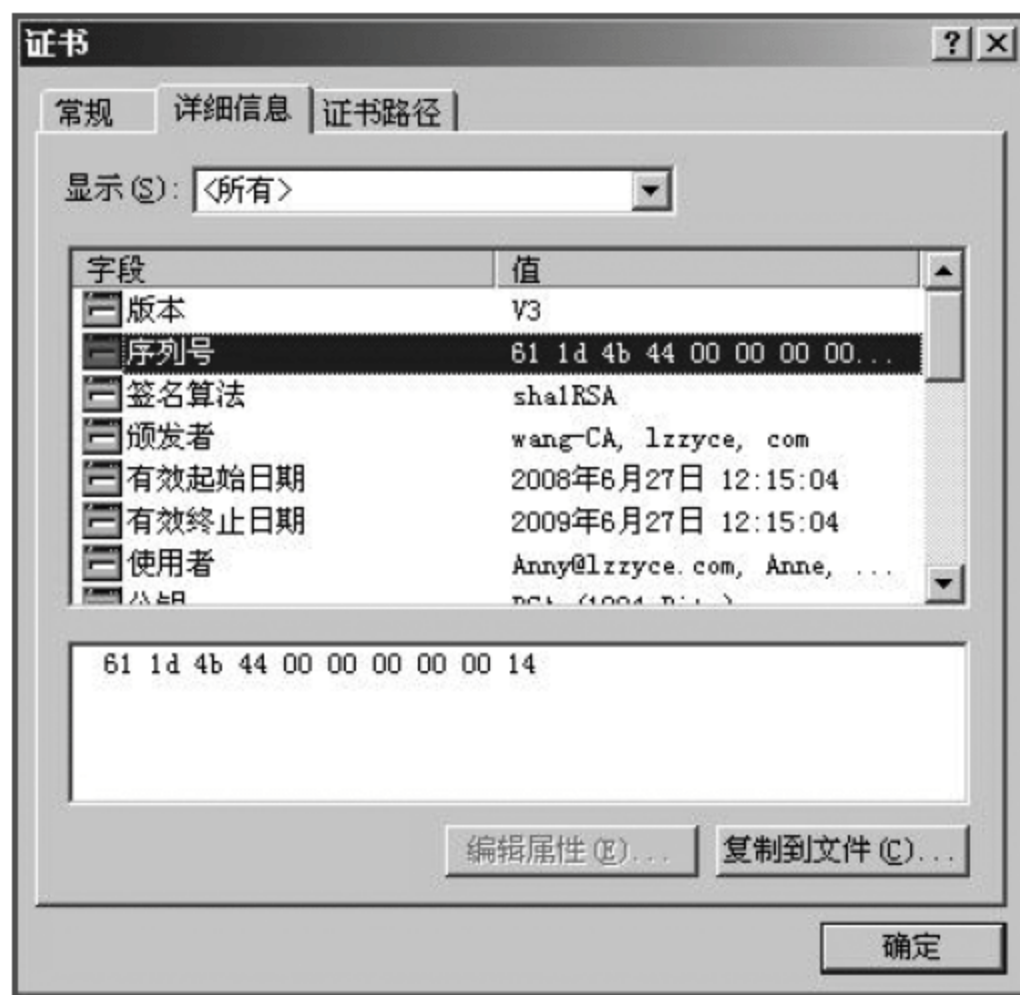 证书
常规 详细信息 证书路径
显示(S): <所有>
字段 值
版本 V3
序列号 61 1d 4b 44 00 00 00 00...
签名算法 sha1RSA
颁发者 wang-CA, lzzyce, com
有效起始日期 2008年6月27日 12:15:04
有效终止日期 2009年6月27日 12:15:04
使用者 Anny@lzzyce.com, Anne, ...
61 1d 4b 44 00 00 00 00 00 14
编辑属性(E)... 复制到文件(C)...
确定